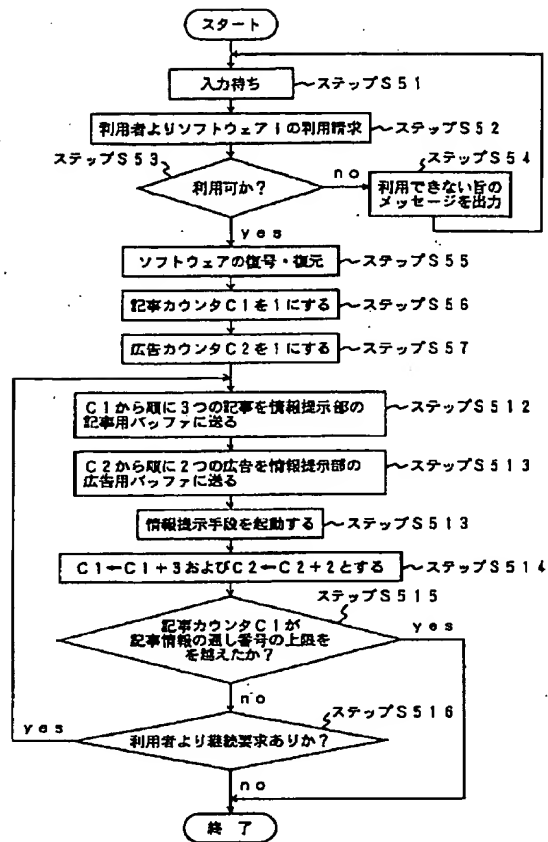 スタート
入力待ち
ステップS51
利用者よりソフトウェアiの利用請求
ステップS52
ステップS53
利用可か?
no
ステップS54
利用できない旨の
メッセージを出力
yes
ソフトウェアの復号・復元
ステップS55
記事カウンタC1を1にする
ステップS56
広告カウンタC2を1にする
ステップS57
C1から順に3つの記事を情報提示部の
記事用バッファに送る
ステップS512
C2から順に2つの広告を情報提示部の
広告用バッファに送る
ステップS513
情報提示手段を起動する
ステップS513
C1←C1+3およびC2←C2+2とする
ステップS514
ステップS515
記事カウンタC1が
記事情報の通し番号の上限を
を越えたか?
yes
no
ステップS516
yes
利用者より継続要求ありか?
no
終了